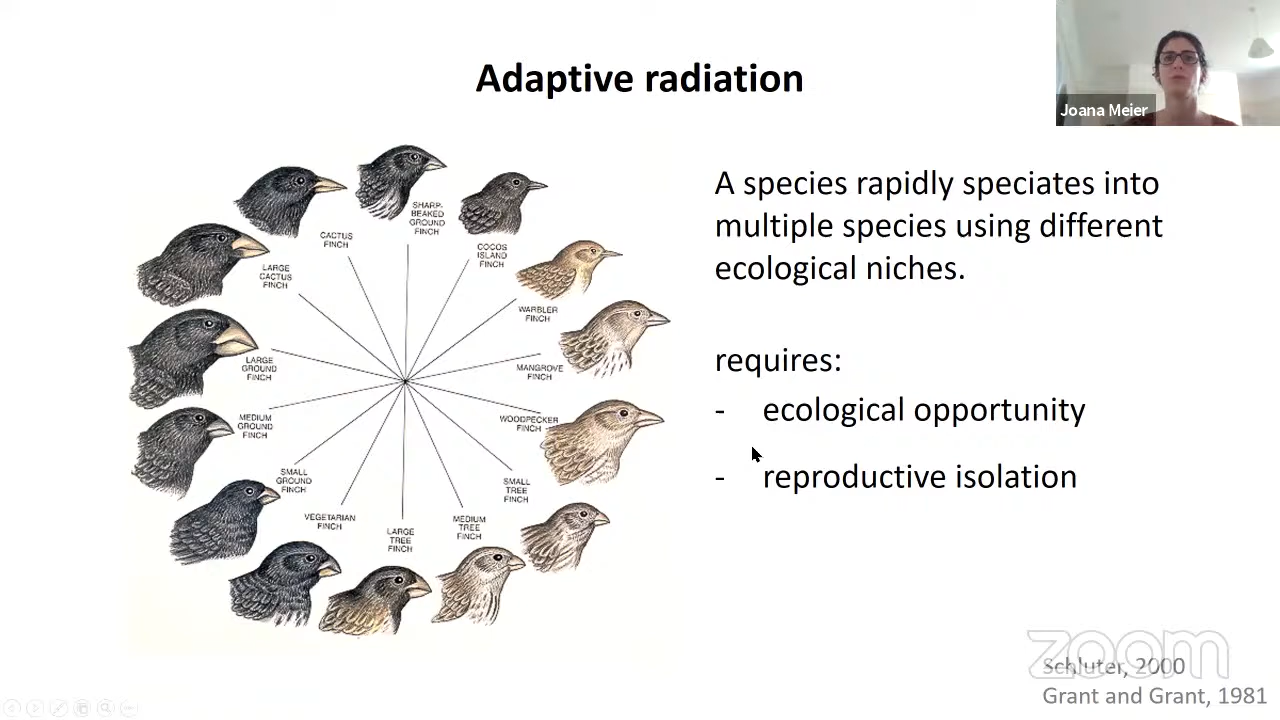 Adaptive radiation
Joana Meier
A species rapidly speciates into
multiple species using different
ecological niches.
requires:
- ecological opportunity
- reproductive isolation
SHARP-
BEAKED
GROUND
FINCH
COCOS
ISLAND
FINCH
WARBLER
FINCH
MANGROVE
FINCH
WOODPECKER
FINCH
SMALL
TREE
FINCH
MEDIUM
TREE
FINCH
LARGE
TREE
FINCH
VEGETARIAN
FINCH
SMALL
GROUND
FINCH
MEDIUM
GROUND
FINCH
LARGE
GROUND
FINCH
LARGE
CACTUS
FINCH
CACTUS
FINCH
zoom
Schluter, 2000
Grant and Grant, 1981